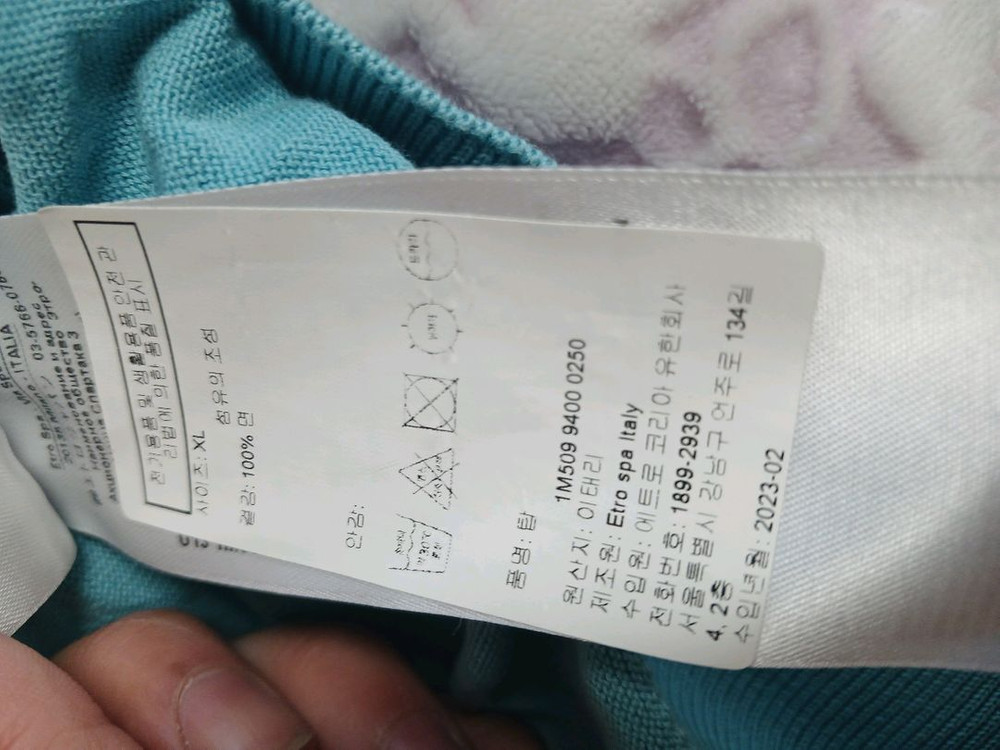 전기용품 및 생활용품 안전 관
리법에 의한 품질 표시
사이즈: XL
섬유의 조성
겉감: 100% 면
안감:
품명: 탑
1M509 9400 0250
원산지: 이태리
제조원: Etro spa Italy
수입원: 에트로 코리아 유한회사
전화번호: 1899-2939
서울특별시 강남구 언주로 134길
4, 2층
수입년월: 2023-02
ITALIA
03-5766-078
Etro Spa